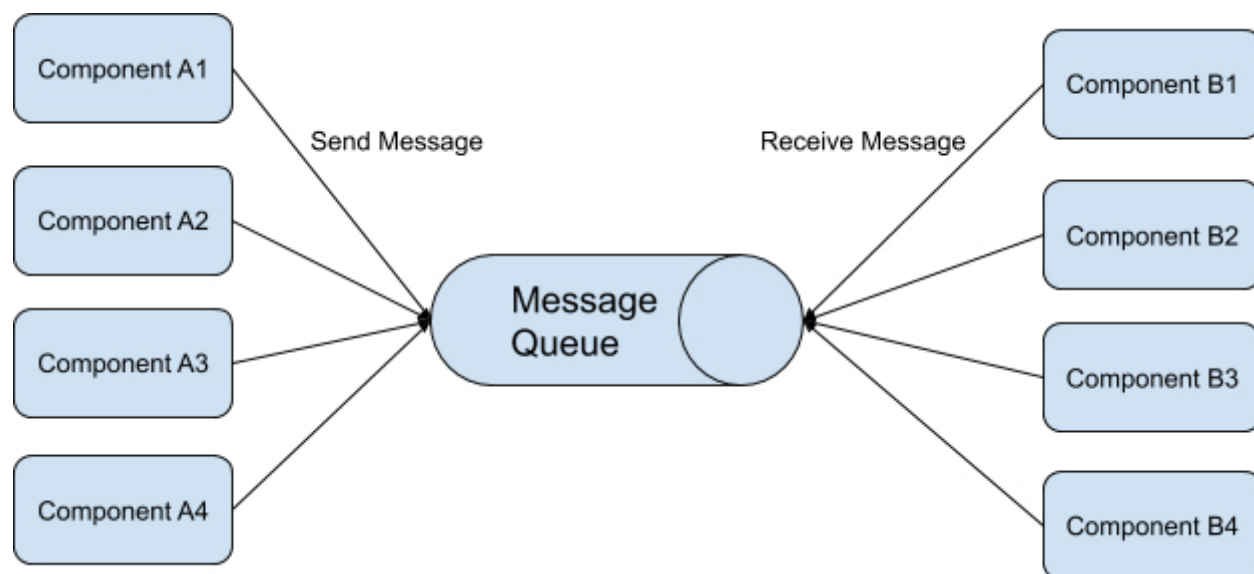 Component A1
Component B1
Send Message
Receive Message
Component A2
Component B2
Message
Queue
Component A3
Component B3
Component A4
Component B4